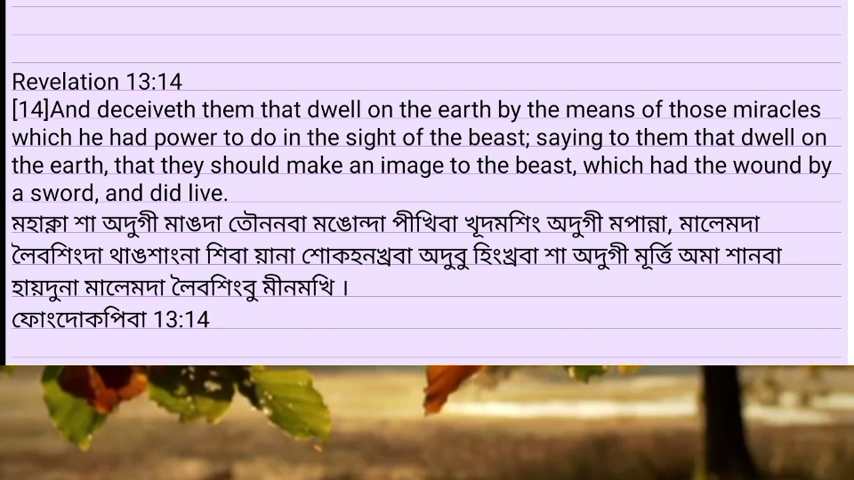 Revelation 13:14
[14]And deceiveth them that dwell on the earth by the means of those miracles
which he had power to do in the sight of the beast; saying to them that dwell on
the earth, that they should make an image to the beast, which had the wound by
a sword, and did live.
মহাক্না শা অদুগী মাঙদা তৌননবা মঙোন্দা পীখিবা খূদমশিং অদুগী মপান্না, মালেমদা
লৈবশিংদা থাঙশাংনা শিবা য়ানা শোকহনখ্রবা অদুবু হিংখ্রবা শা অদুগী মূর্ত্তি অমা শানবা
হায়দুনা মালেমদা লৈবশিংবু মীনমখি ।
ফোংদোকপিবা 13:14